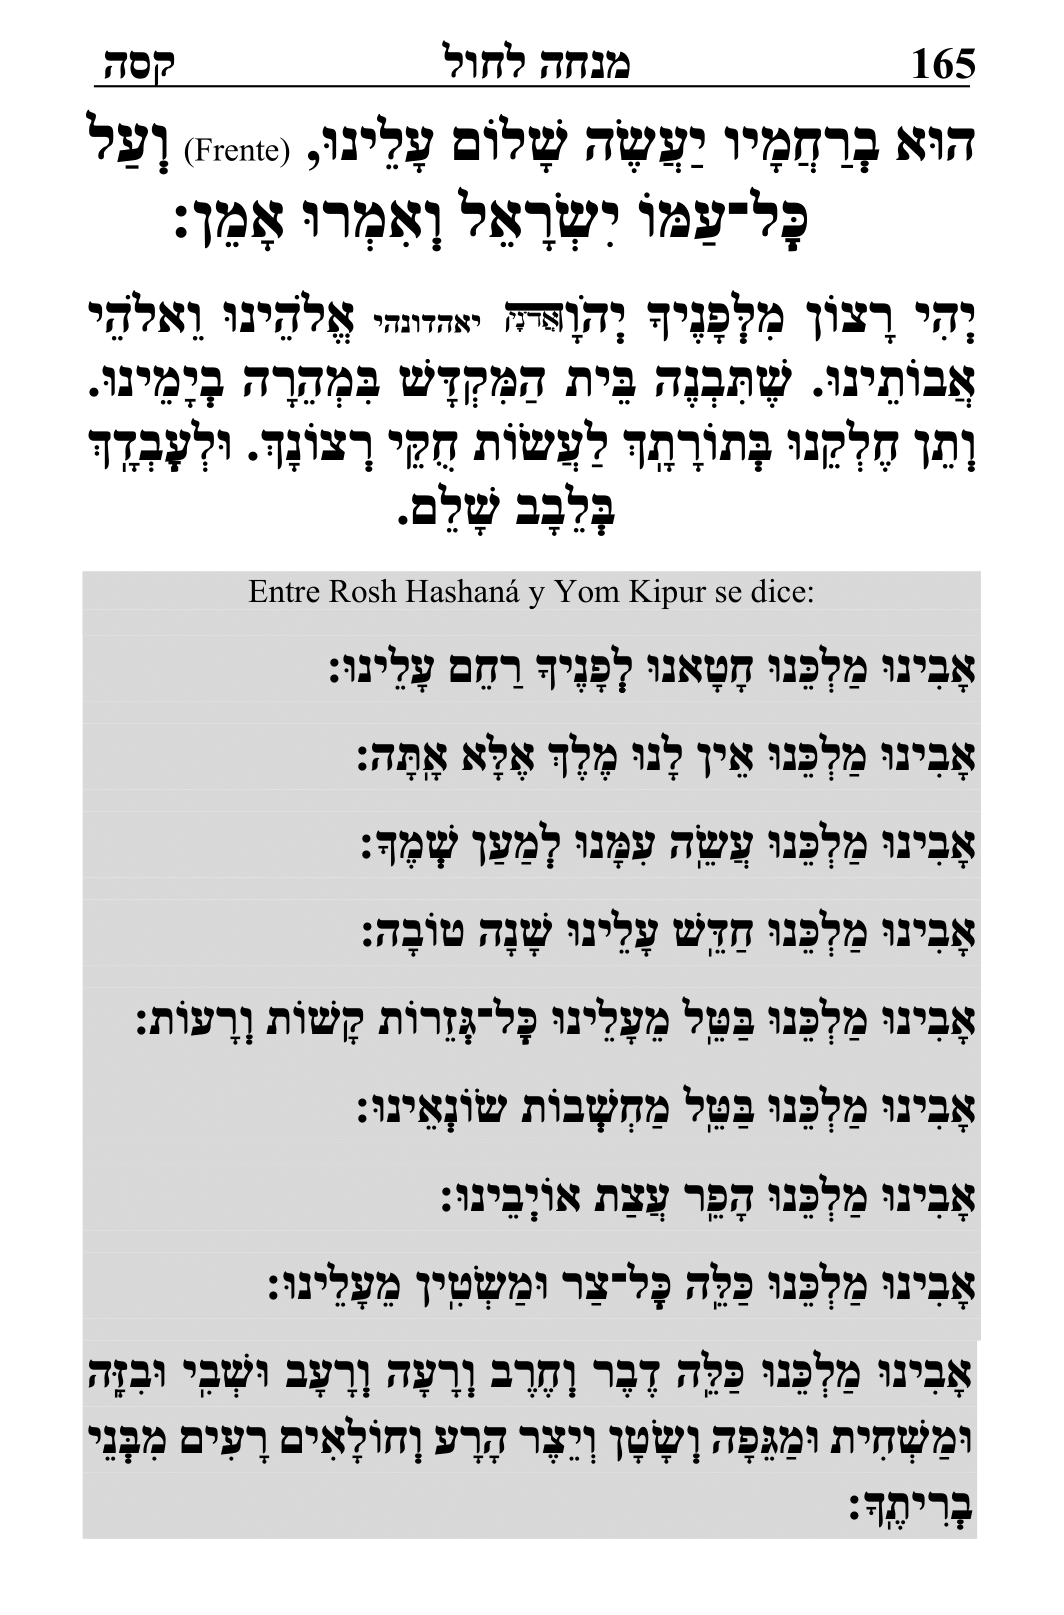 165 מנחה לחול קסה
הוּא בְרַחֲמָיו יַעֲשֶׂה שָׁלוֹם עָלֵינוּ, (Frente) וְעַל
כָּל־עַמּוֹ יִשְׂרָאֵל וְאִמְרוּ אָמֵן:
יְהִי רָצוֹן מִלְּפָנֶיךָ יְהֹוָה אֲדֹנָי יאהדונהי אֱלֹהֵינוּ וֵאלֹהֵי
אֲבוֹתֵינוּ. שֶׁתִּבְנֶה בֵּית הַמִּקְדָּשׁ בִּמְהֵרָה בְיָמֵינוּ.
וְתֵן חֶלְקֵנוּ בְּתוֹרָתָךְ לַעֲשׂוֹת חֻקֵּי רְצוֹנָךְ. וּלְעָבְדָךְ
בְּלֵבָב שָׁלֵם.
Entre Rosh Hashaná y Yom Kipur se dice:
אָבִינוּ מַלְכֵּנוּ חָטָאנוּ לְפָנֶיךָ רַחֵם עָלֵינוּ:
אָבִינוּ מַלְכֵּנוּ אֵין לָנוּ מֶלֶךְ אֶלָּא אָתָּה:
אָבִינוּ מַלְכֵּנוּ עֲשֵׂה עִמָּנוּ לְמַעַן שְׁמֶךָ:
אָבִינוּ מַלְכֵּנוּ חַדֵּשׁ עָלֵינוּ שָׁנָה טוֹבָה:
אָבִינוּ מַלְכֵּנוּ בַּטֵּל מֵעָלֵינוּ כָּל־גְּזֵרוֹת קָשׁוֹת וְרָעוֹת:
אָבִינוּ מַלְכֵּנוּ בַּטֵּל מַחְשְׁבוֹת שׂוֹנְאֵינוּ:
אָבִינוּ מַלְכֵּנוּ הָפֵר עֲצַת אוֹיְבֵינוּ:
אָבִינוּ מַלְכֵּנוּ כַּלֵּה כָּל־צַר וּמַשְׂטִין מֵעָלֵינוּ:
אָבִינוּ מַלְכֵּנוּ כַּלֵּה דֶבֶר וְחֶרֶב וְרָעָה וְרָעָב וּשְׁבִי וּבִזָּה
וּמַשְׁחִית וּמַגֵּפָה וְשָׂטָן וְיֵצֶר הָרָע וְחוֹלָאִים רָעִים מִבְּנֵי
בְרִיתֶךָ: